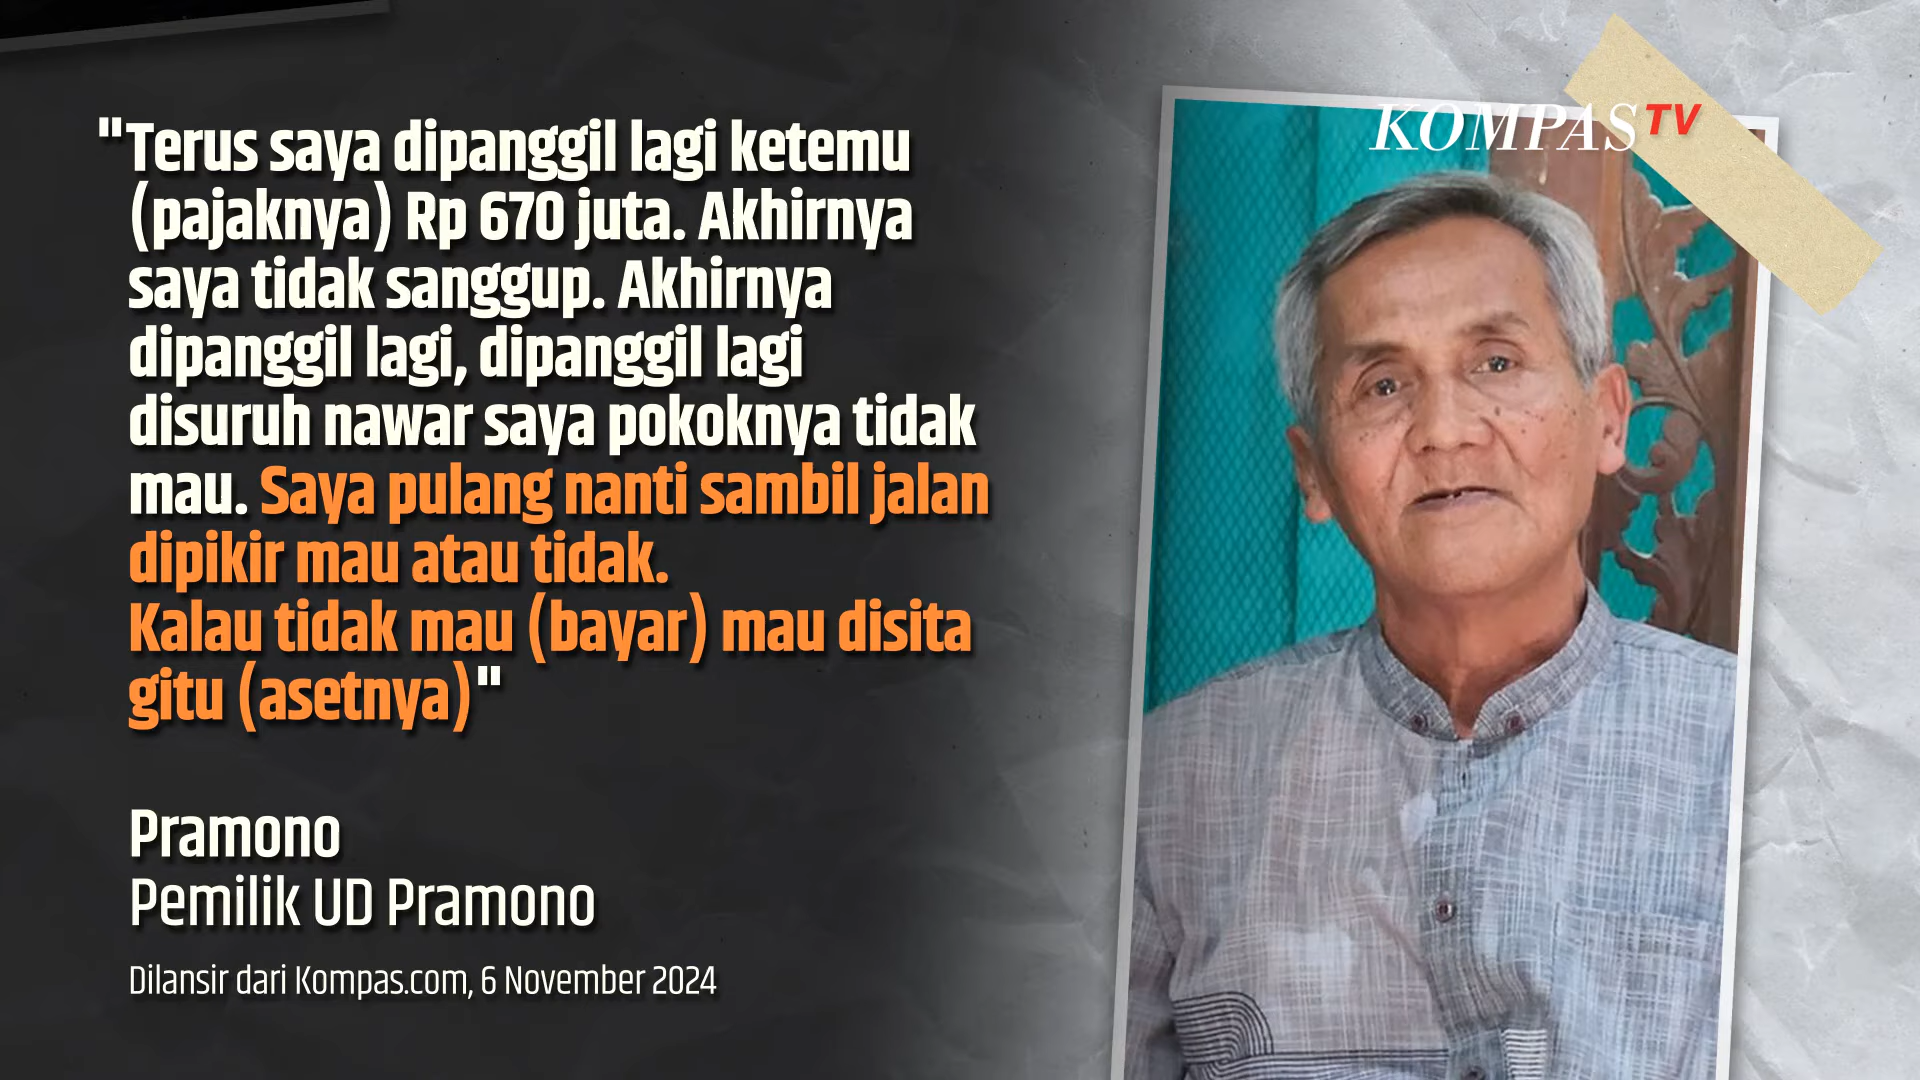 "Terus saya dipanggil lagi ketemu
(pajaknya) Rp 670 juta. Akhirnya
saya tidak sanggup. Akhirnya
dipanggil lagi, dipanggil lagi
disuruh nawar saya pokoknya tidak
mau. Saya pulang nanti sambil jalan
dipikir mau atau tidak.
Kalau tidak mau (bayar) mau disita
gitu (asetnya)"
Pramono
Pemilik UD Pramono
Dilansir dari Kompas.com, 6 November 2024
KOMPAS TV